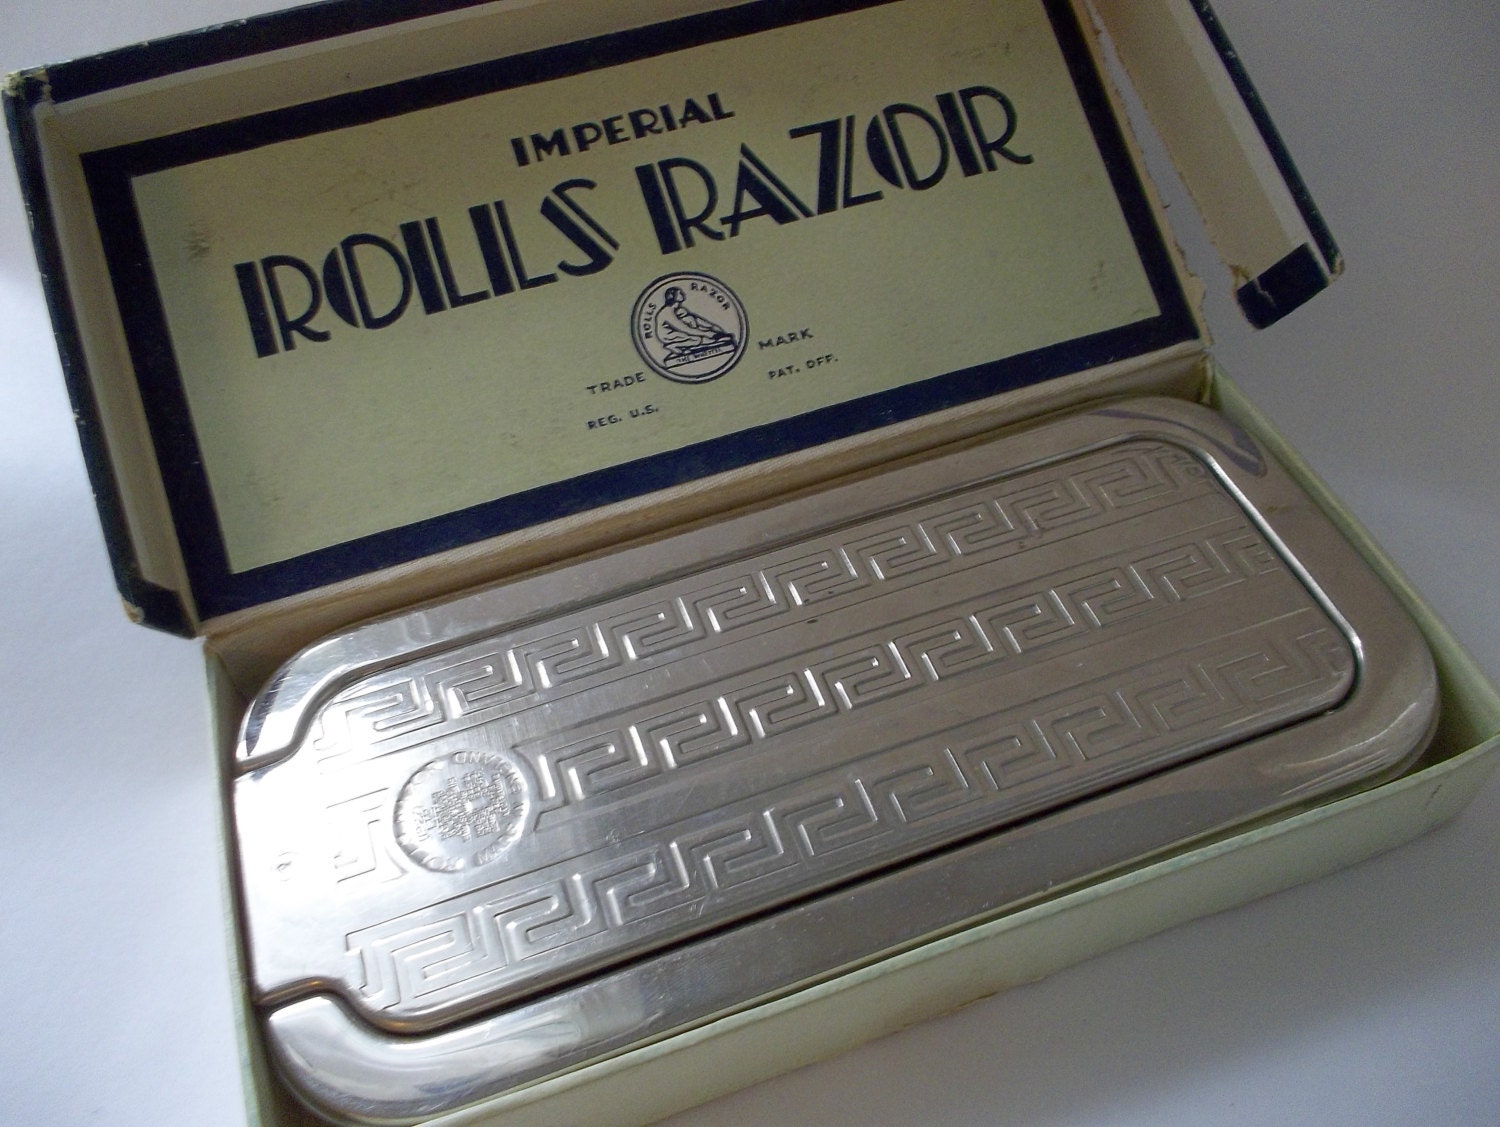 IMPERIAL
ROLLS RAZOR
ROLLS RAZOR
TRADE MARK
REG. U.S. PAT. OFF.